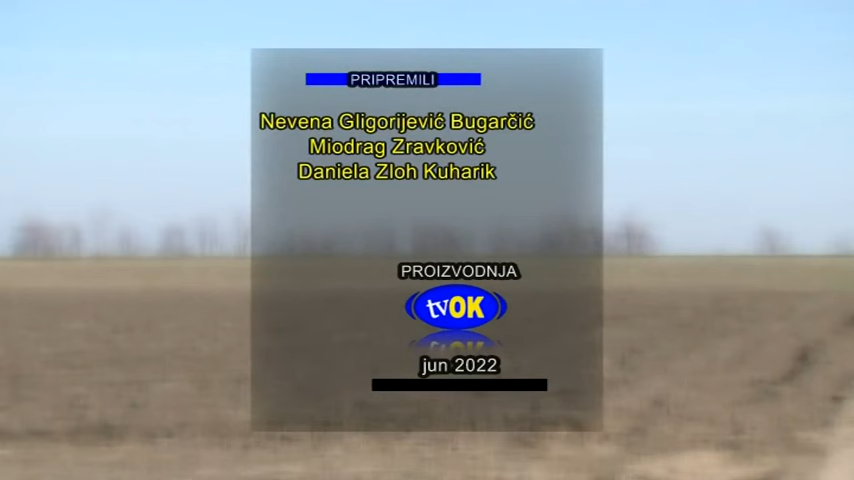 PRIPREMILI
Nevena Gligorijević Bugarčić
Miodrag Zravković
Daniela Zloh Kuharik
PROIZVODNJA
tvOK
jun 2022